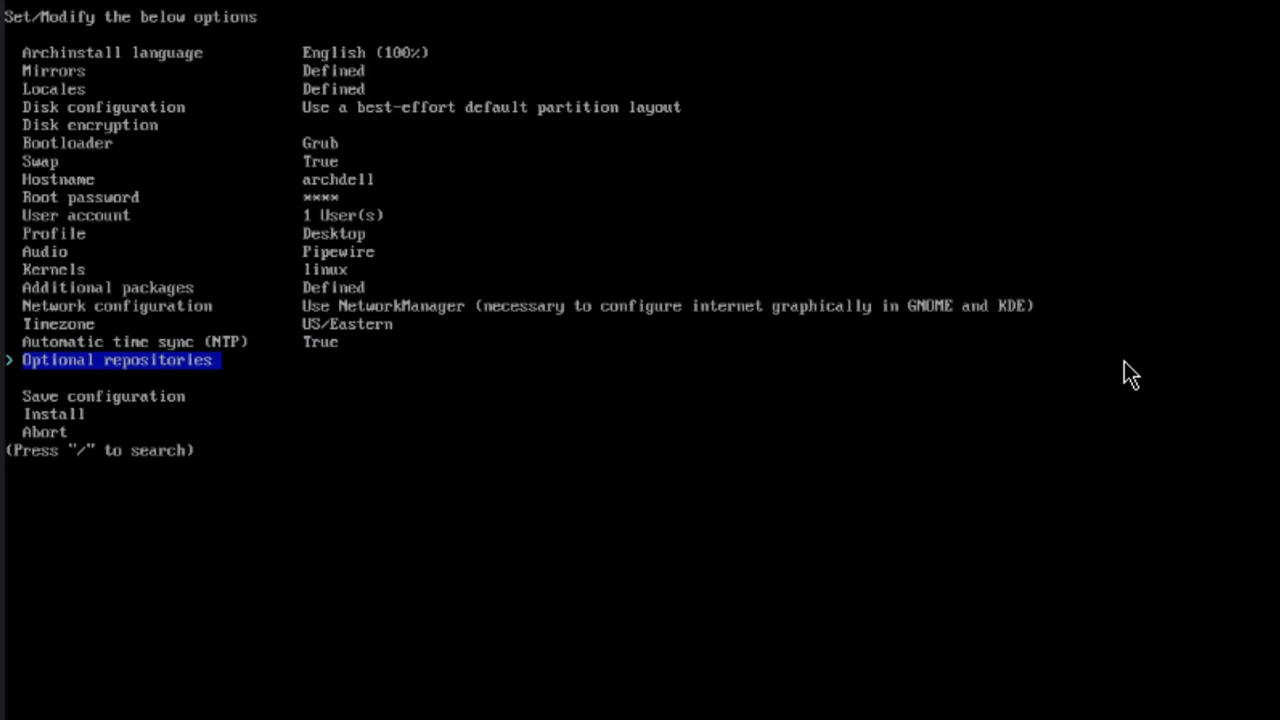 Set/Modify the below options
Archinstall language English (100%)
Mirrors Defined
Locales Defined
Disk configuration Use a best-effort default partition layout
Disk encryption
Bootloader Grub
Swap True
Hostname archdell
Root password ****
User account 1 User(s)
Profile Desktop
Audio Pipewire
Kernels linux
Additional packages Defined
Network configuration Use NetworkManager (necessary to configure internet graphically in GNOME and KDE)
Timezone US/Eastern
Automatic time sync (NTP) True
> Optional repositories
Save configuration
Install
Abort
(Press "/" to search)